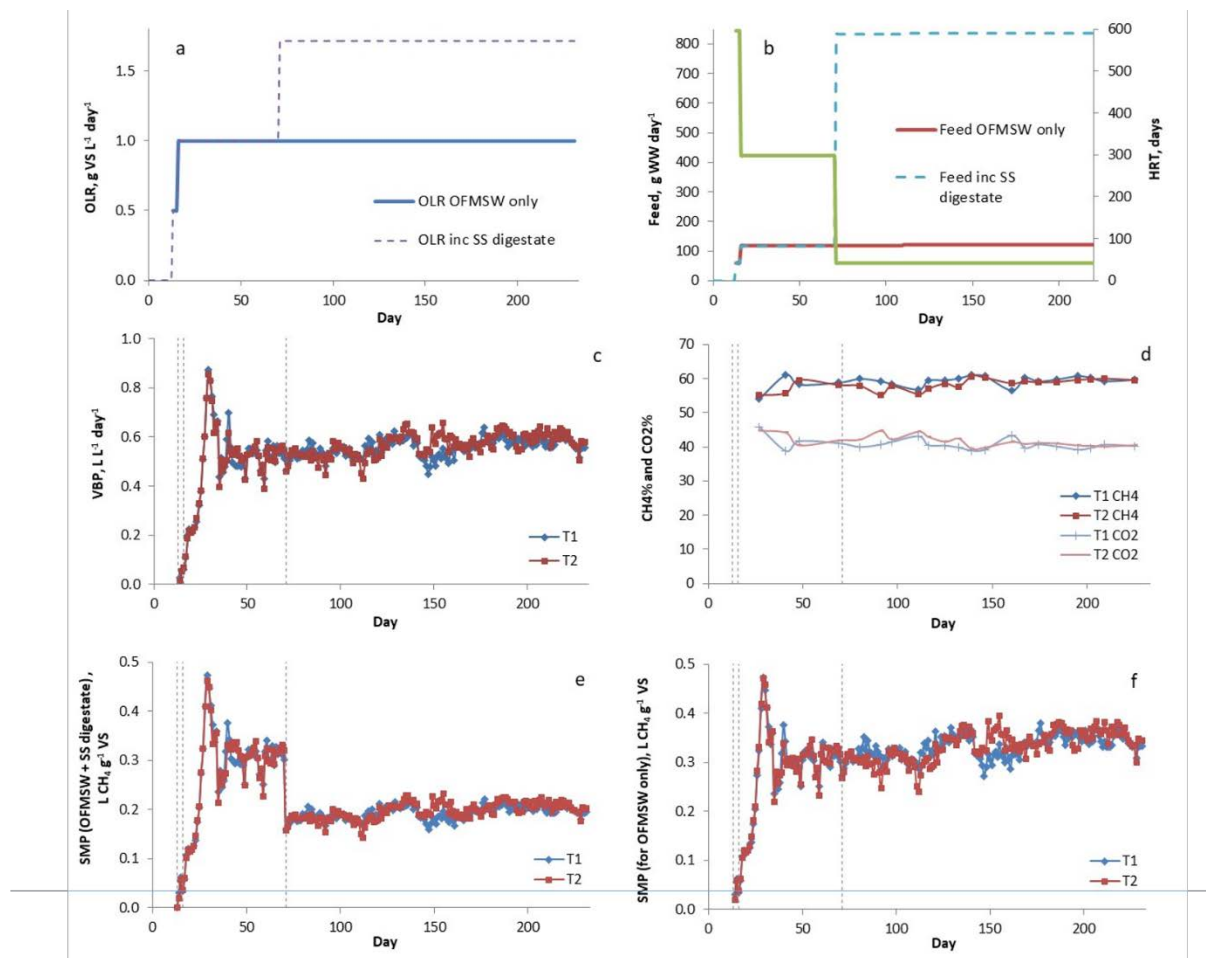 a
1.5
1.0
0.5
0.0
OLR, g VS L⁻¹ day⁻¹
OLR OFMSW only
OLR inc SS digestate
0 50 100 150 200
Day
b
800
750
700
650
600
550
500
450
400
350
300
250
200
150
100
50
0
Feed, g WW day⁻¹
600
500
400
300
200
100
0
HRT, days
Feed OFMSW only
Feed inc SS
digestate
0 50 100 150 200
Day
c
1.0
0.8
0.6
0.4
0.2
0.0
VBP, L L⁻¹ day⁻¹
T1
T2
0 50 100 150 200
Day
d
70
60
50
40
30
20
10
0
CH4% and CO2%
T1 CH4
T2 CH4
T1 CO2
T2 CO2
0 50 100 150 200
Day
e
0.5
0.4
0.3
0.2
0.1
0.0
SMP (OFMSW + SS digestate) ,
L CH₄ g⁻¹ VS
T1
T2
0 50 100 150 200
Day
f
0.5
0.4
0.3
0.2
0.1
0.0
SMP (for OFMSW only), L CH₄ g⁻¹ VS
T1
T2
0 50 100 150 200
Day